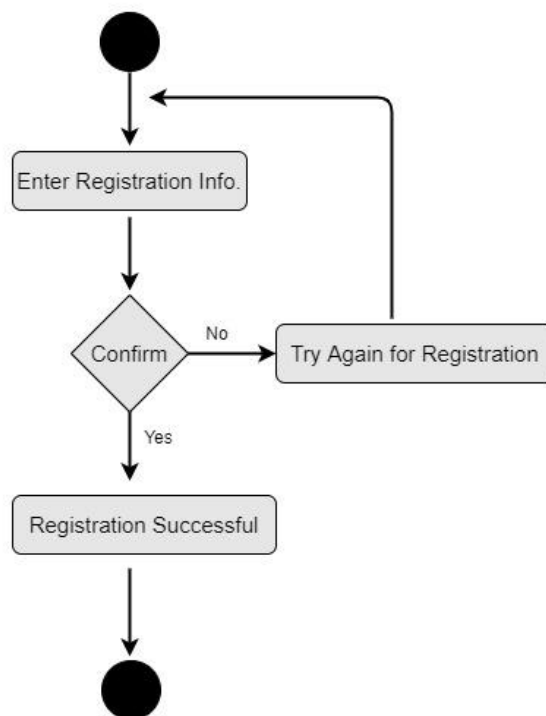 Enter Registration Info.
Confirm
No
Try Again for Registration
Yes
Registration Successful